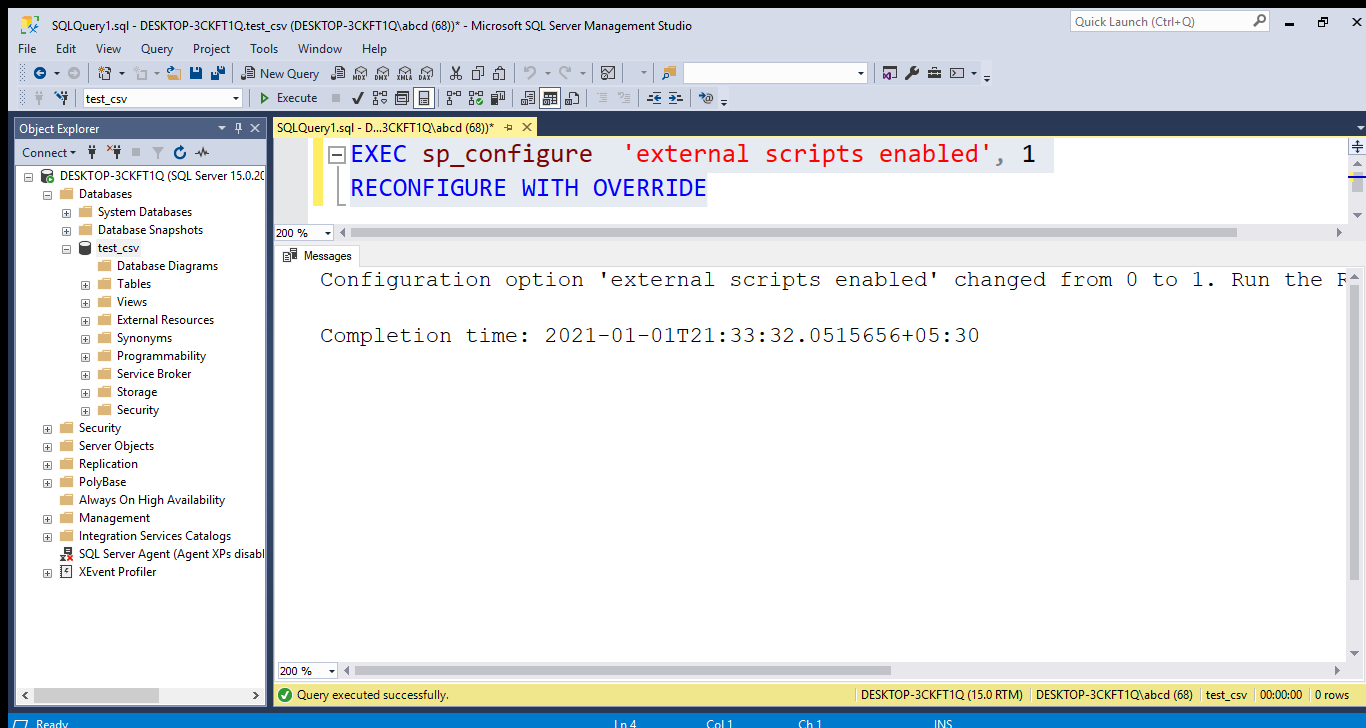 SQLQuery1.sql - DESKTOP-3CKFT1Q.test_csv (DESKTOP-3CKFT1Q\abcd (68))* - Microsoft SQL Server Management Studio
Quick Launch (Ctrl+Q)
File Edit View Query Project Tools Window Help
New Query MDX DMX XMLA DAX
test_csv Execute
Object Explorer
Connect
DESKTOP-3CKFT1Q (SQL Server 15.0.20
Databases
System Databases
Database Snapshots
test_csv
Database Diagrams
Tables
Views
External Resources
Synonyms
Programmability
Service Broker
Storage
Security
Security
Server Objects
Replication
PolyBase
Always On High Availability
Management
Integration Services Catalogs
SQL Server Agent (Agent XPs disabl
XEvent Profiler
SQLQuery1.sql - D...3CKFT1Q\abcd (68))*
EXEC sp_configure 'external scripts enabled', 1
RECONFIGURE WITH OVERRIDE
200 %
Messages
Configuration option 'external scripts enabled' changed from 0 to 1. Run the R
Completion time: 2021-01-01T21:33:32.0515656+05:30
200 %
Query executed successfully. DESKTOP-3CKFT1Q (15.0 RTM) DESKTOP-3CKFT1Q\abcd (68) test_csv 00:00:00 0 rows
Ready Ln 4 Col 1 Ch 1 INS